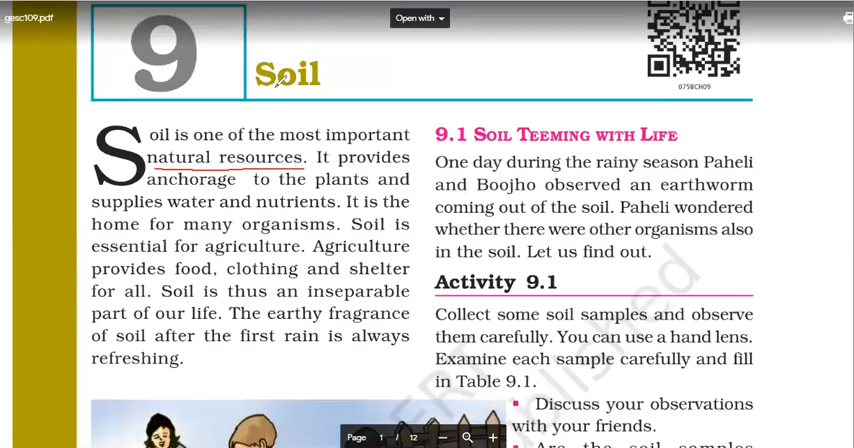 gesc109.pdf
Open with
9
Soil
0758CH09
Soil is one of the most important
natural resources. It provides
anchorage to the plants and
supplies water and nutrients. It is the
home for many organisms. Soil is
essential for agriculture. Agriculture
provides food, clothing and shelter
for all. Soil is thus an inseparable
part of our life. The earthy fragrance
of soil after the first rain is always
refreshing.
9.1 SOIL TEEMING WITH LIFE
One day during the rainy season Paheli
and Boojho observed an earthworm
coming out of the soil. Paheli wondered
whether there were other organisms also
in the soil. Let us find out.
Activity 9.1
Collect some soil samples and observe
them carefully. You can use a hand lens.
Examine each sample carefully and fill
in Table 9.1.
Discuss your observations
with your friends.
Are the soil samples
Page 1 / 12